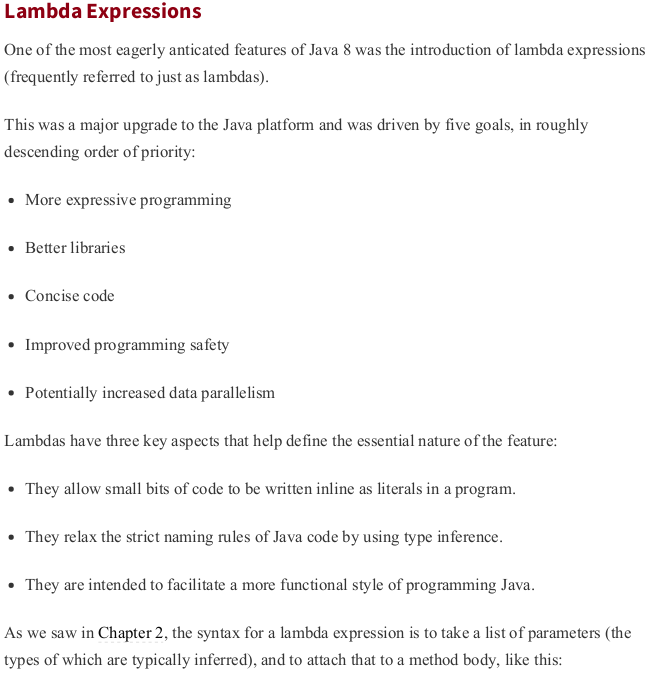 Lambda Expressions
One of the most eagerly anticated features of Java 8 was the introduction of lambda expressions
(frequently referred to just as lambdas).
This was a major upgrade to the Java platform and was driven by five goals, in roughly
descending order of priority:
• More expressive programming
• Better libraries
• Concise code
• Improved programming safety
• Potentially increased data parallelism
Lambdas have three key aspects that help define the essential nature of the feature:
• They allow small bits of code to be written inline as literals in a program.
• They relax the strict naming rules of Java code by using type inference.
• They are intended to facilitate a more functional style of programming Java.
As we saw in Chapter 2, the syntax for a lambda expression is to take a list of parameters (the
types of which are typically inferred), and to attach that to a method body, like this: